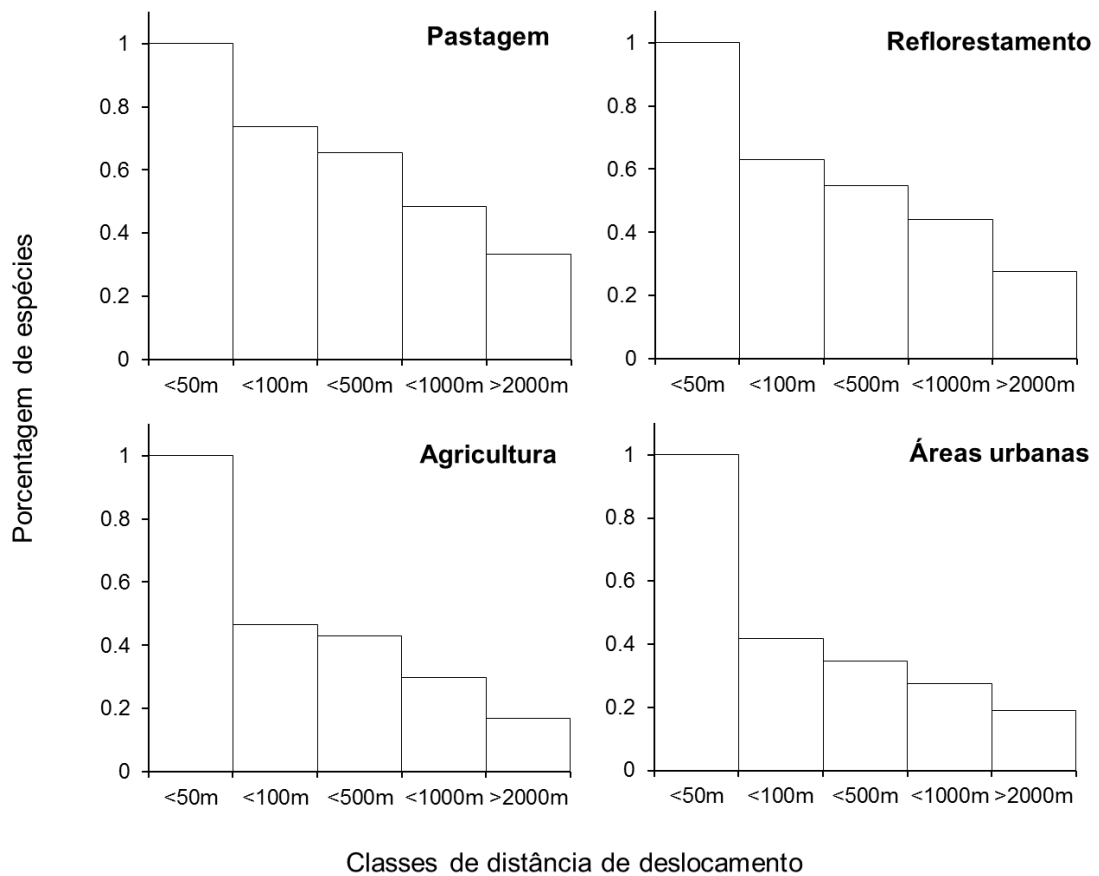 Porcentagem de espécies
Pastagem
1
0.8
0.6
0.4
0.2
0
<50m <100m <500m <1000m >2000m
Reflorestamento
1
0.8
0.6
0.4
0.2
0
<50m <100m <500m <1000m >2000m
Agricultura
1
0.8
0.6
0.4
0.2
0
<50m <100m <500m <1000m >2000m
Áreas urbanas
1
0.8
0.6
0.4
0.2
0
<50m <100m <500m <1000m >2000m
Classes de distância de deslocamento